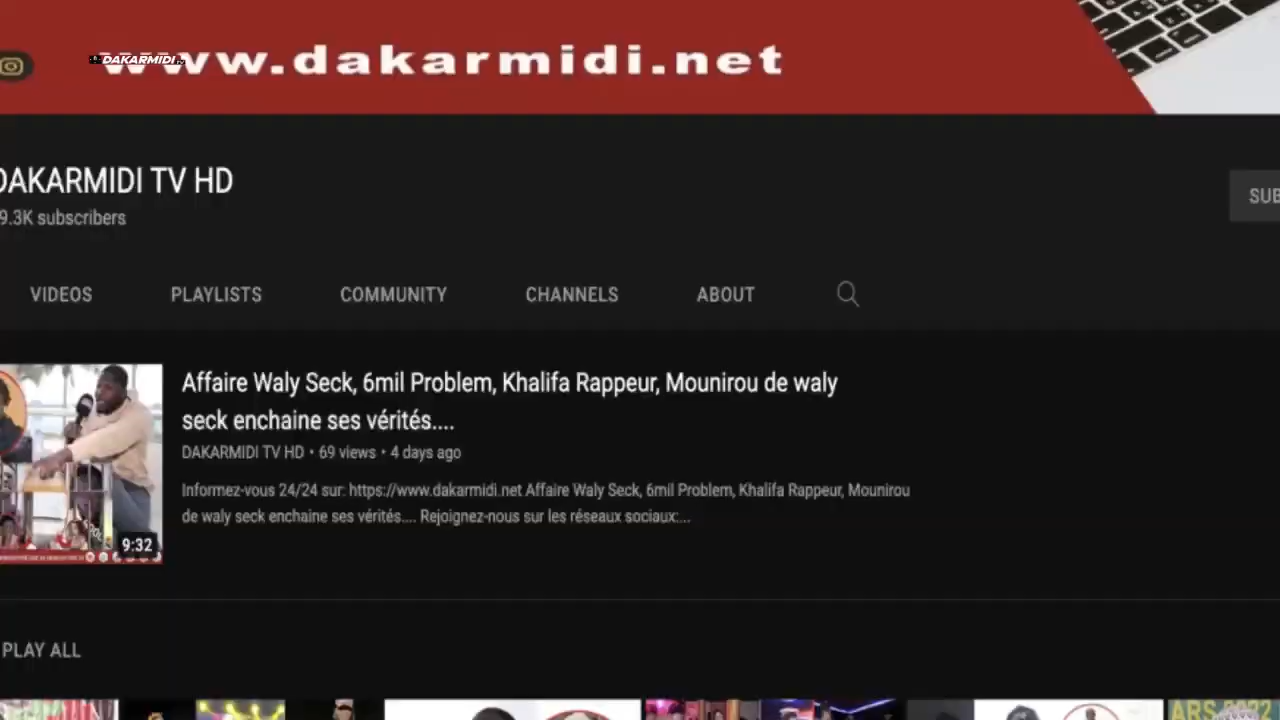 www.dakarmidi.net
DAKARMIDI
DAKARMIDI TV HD
9.3K subscribers
SUB
VIDEOS PLAYLISTS COMMUNITY CHANNELS ABOUT
Affaire Waly Seck, 6mil Problem, Khalifa Rappeur, Mounirou de waly
seck enchaine ses vérités....
DAKARMIDI TV HD • 69 views • 4 days ago
Informez-vous 24/24 sur: https://www.dakarmidi.net Affaire Waly Seck, 6mil Problem, Khalifa Rappeur, Mounirou
de waly seck enchaine ses vérités.... Rejoignez-nous sur les réseaux sociaux:...
9:32
PLAY ALL